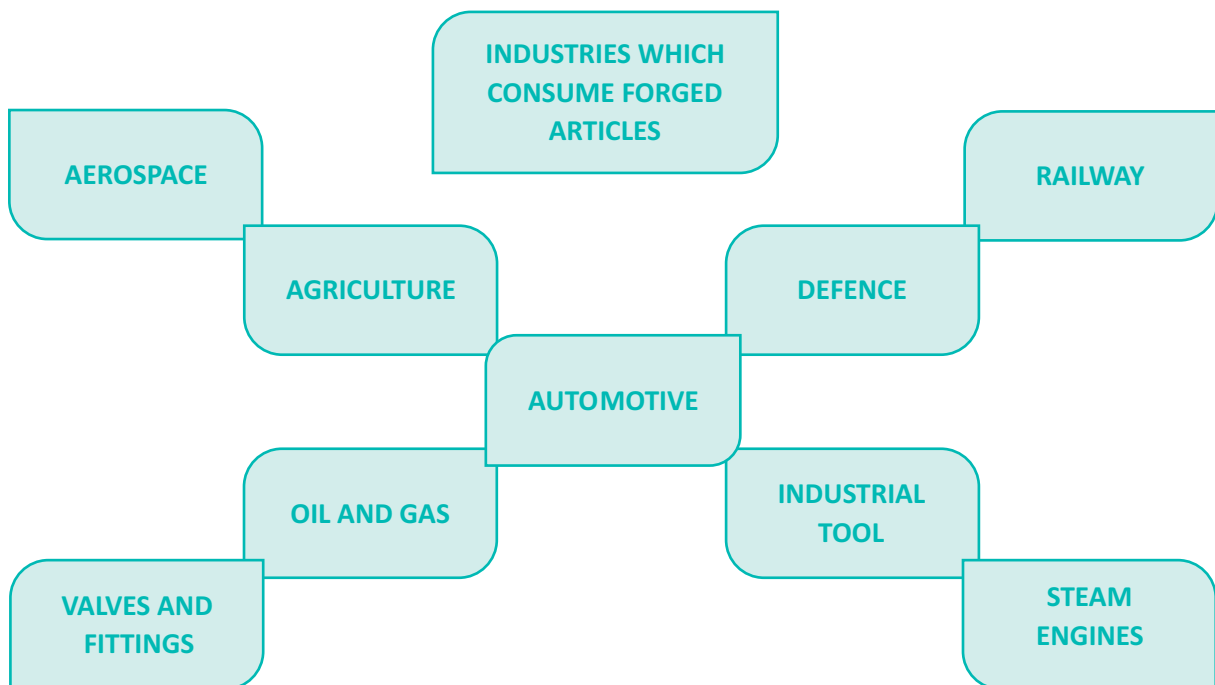 INDUSTRIES WHICH
CONSUME FORGED
ARTICLES
AEROSPACE
RAILWAY
AGRICULTURE
DEFENCE
AUTOMOTIVE
OIL AND GAS
INDUSTRIAL
TOOL
VALVES AND
FITTINGS
STEAM
ENGINES